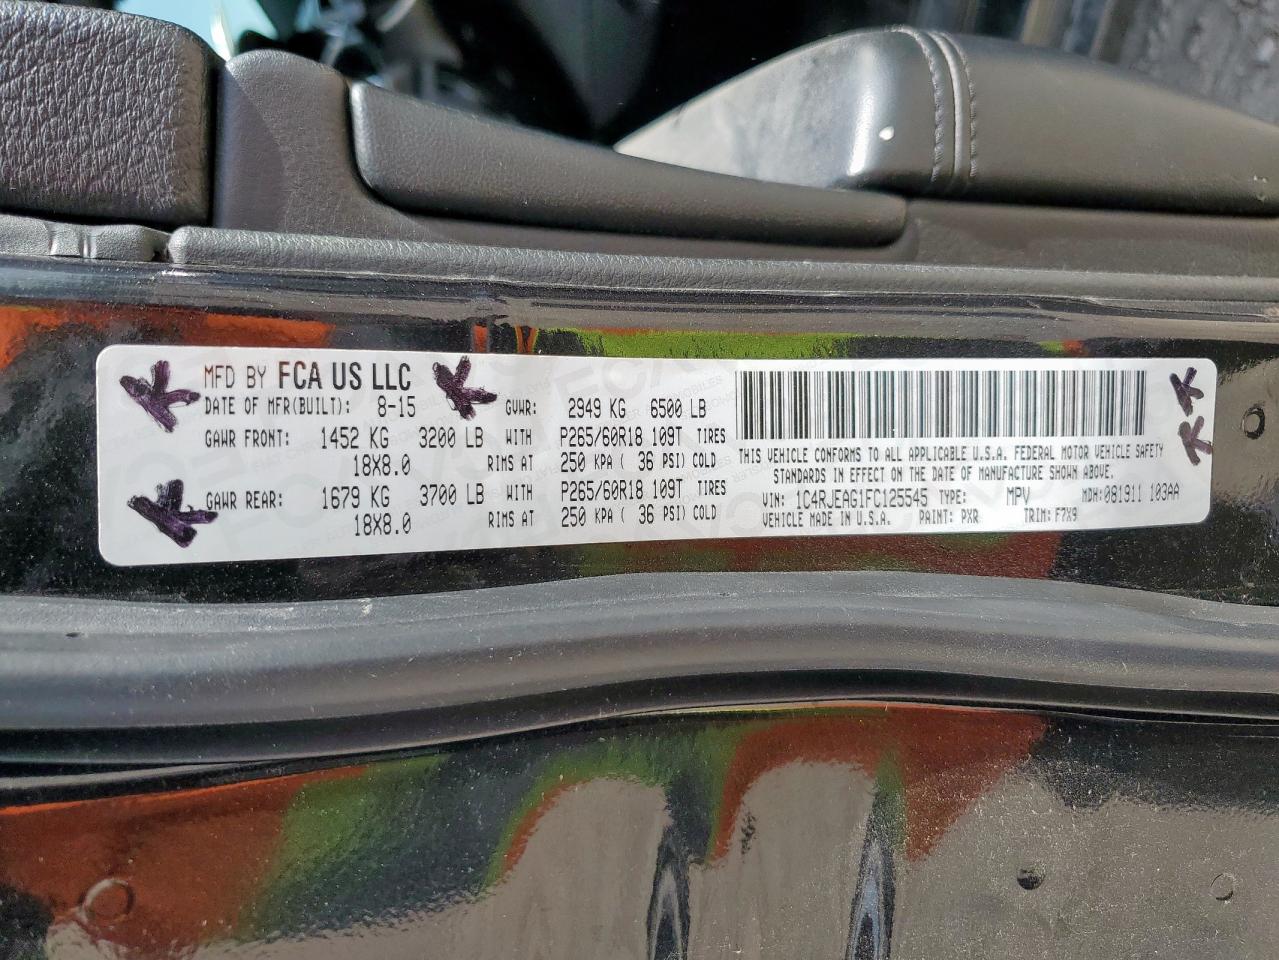 MFD BY FCA US LLC
DATE OF MFR(BUILT): 8-15 GVWR: 2949 KG 6500 LB
GAWR FRONT: 1452 KG 3200 LB WITH P265/60R18 109T TIRES
18X8.0 RIMS AT 250 KPA ( 36 PSI) COLD
GAWR REAR: 1679 KG 3700 LB WITH P265/60R18 109T TIRES
18X8.0 RIMS AT 250 KPA ( 36 PSI) COLD
THIS VEHICLE CONFORMS TO ALL APPLICABLE U.S.A. FEDERAL MOTOR VEHICLE SAFETY
STANDARDS IN EFFECT ON THE DATE OF MANUFACTURE SHOWN ABOVE.
VIN: 1C4RJEAG1FC125545 TYPE: MPV MDH: 081911 103AA
VEHICLE MADE IN U.S.A. PAINT: PXR TRIM: F7X9